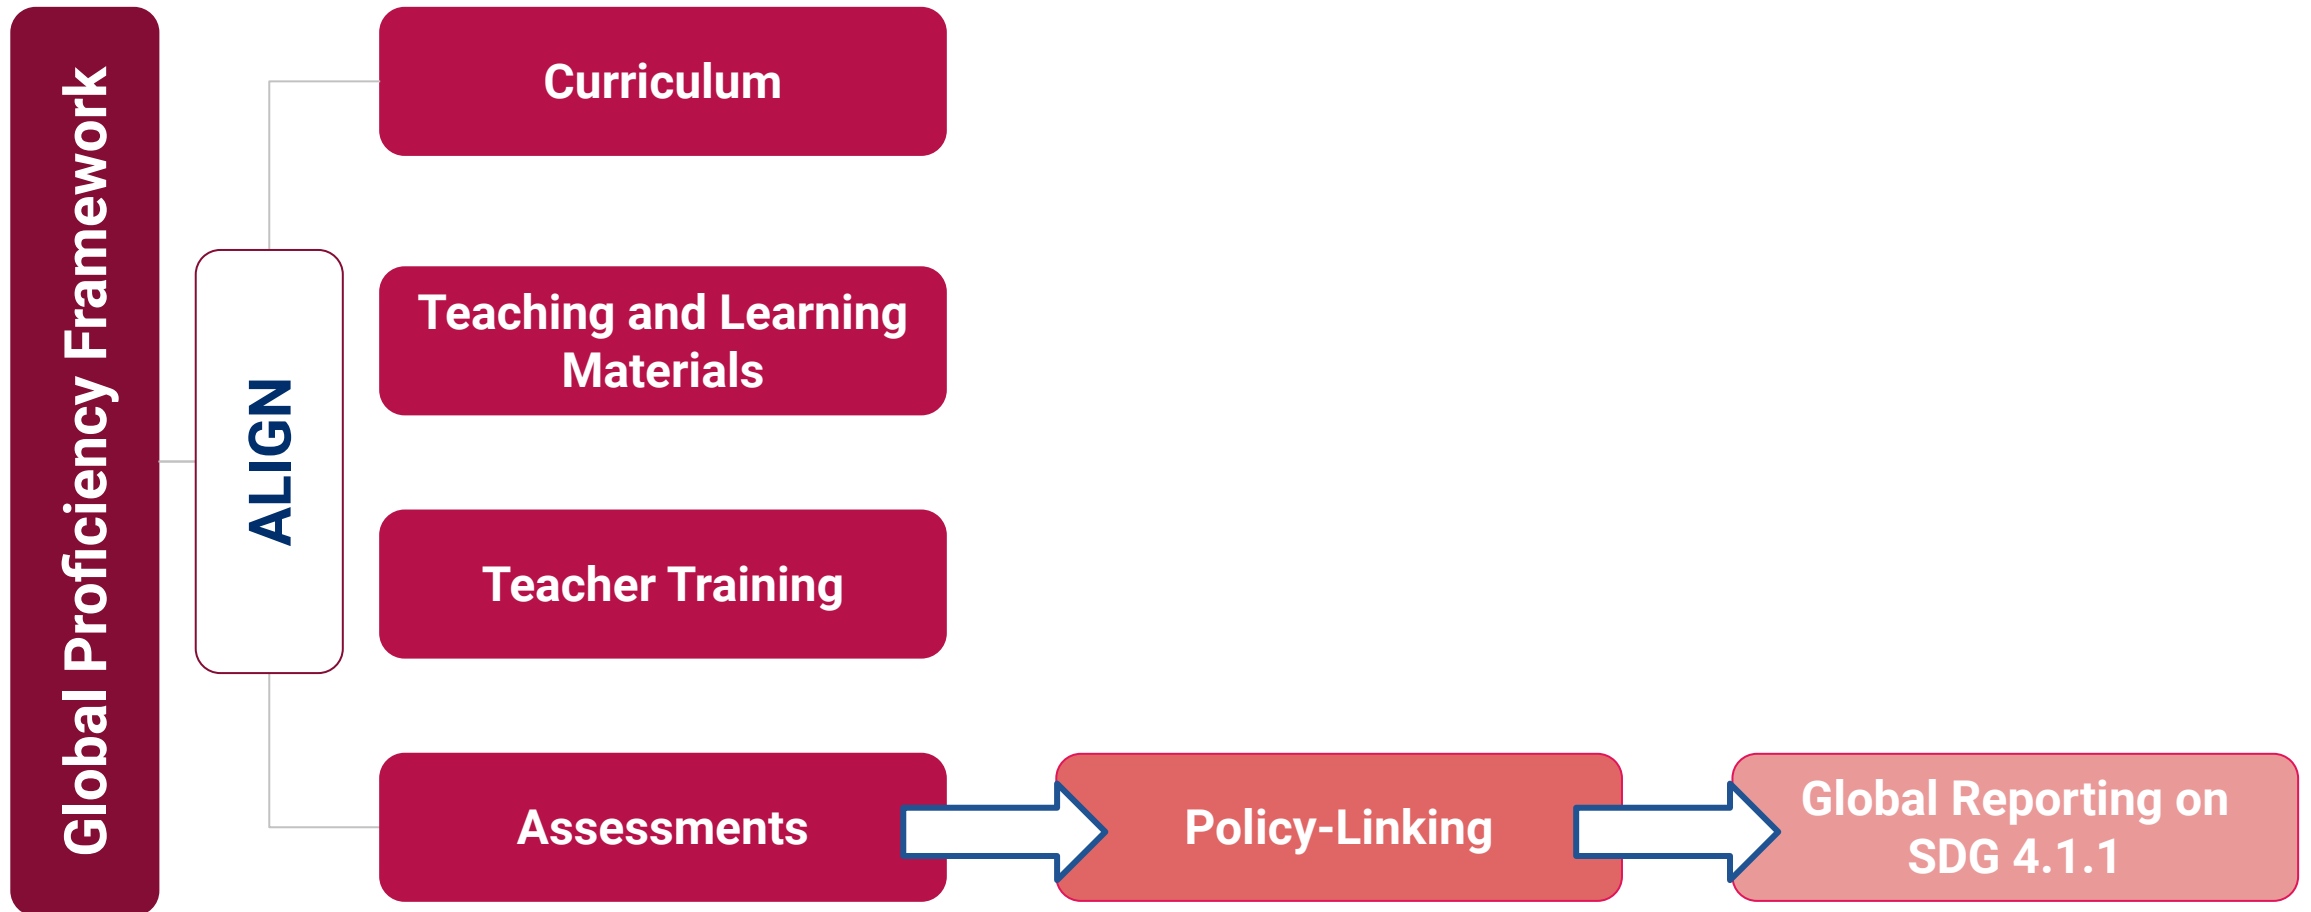 Global Proficiency Framework
ALIGN
Curriculum
Teaching and Learning
Materials
Teacher Training
Assessments
Policy-Linking
Global Reporting on
SDG 4.1.1